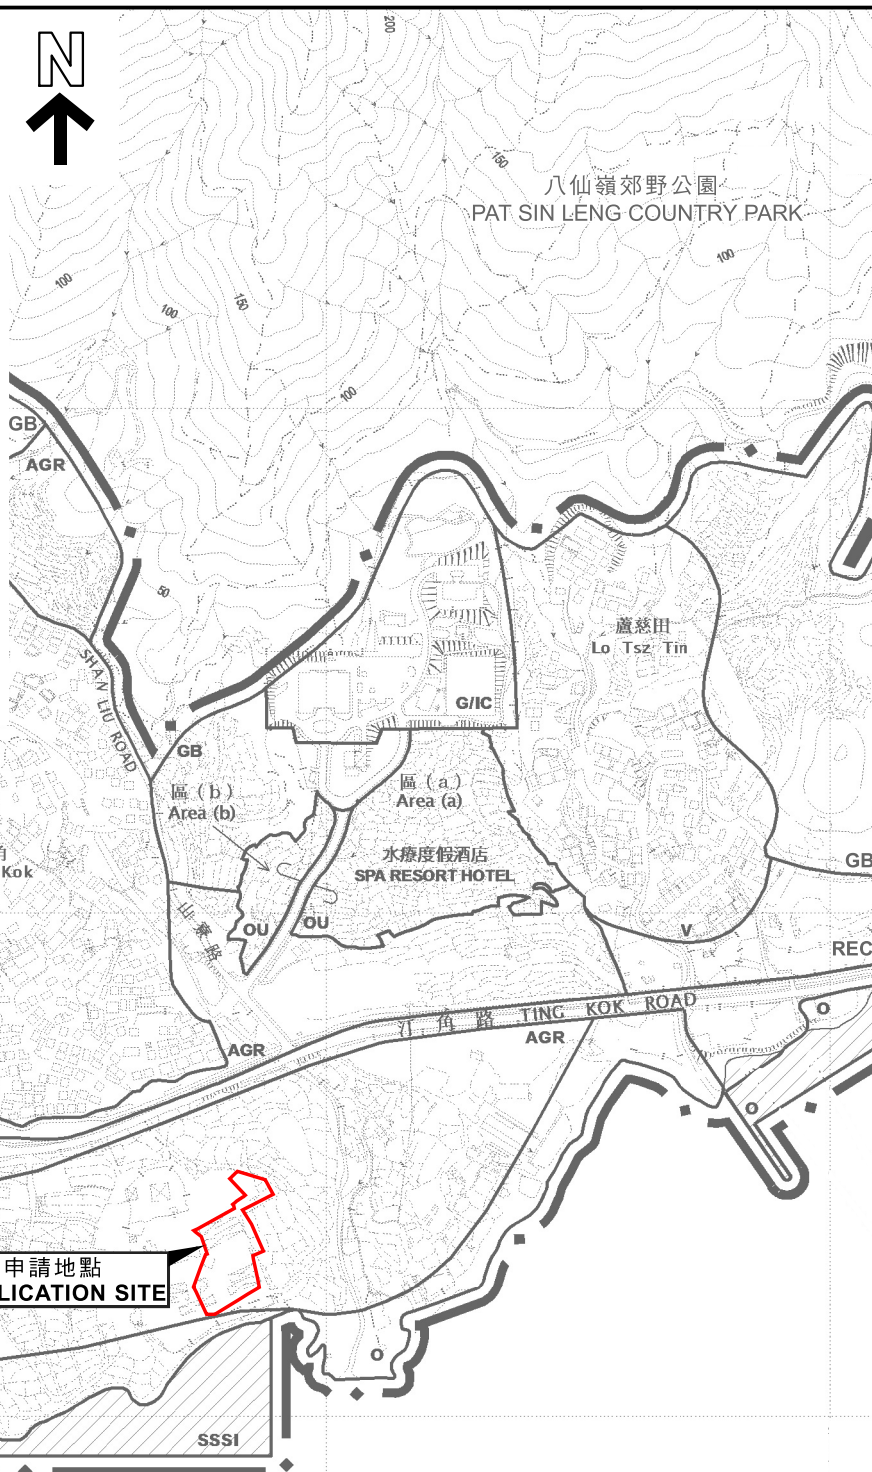 N
200
150
八仙嶺郊野公園
PAT SIN LENG COUNTRY PARK
100
100
150
100
100
GB
AGR
50
蘆慈田
Lo Tsz Tin
SHAN LIU ROAD
G/IC
GB
區（b）
Area (b)
區（a）
Area (a)
水療度假酒店
SPA RESORT HOTEL
角
Kok
GB
山寮路
OU
OU
V
REC
汀角路 TING KOK ROAD
O
AGR
AGR
O
申請地點
LICATION SITE
O
SSSI